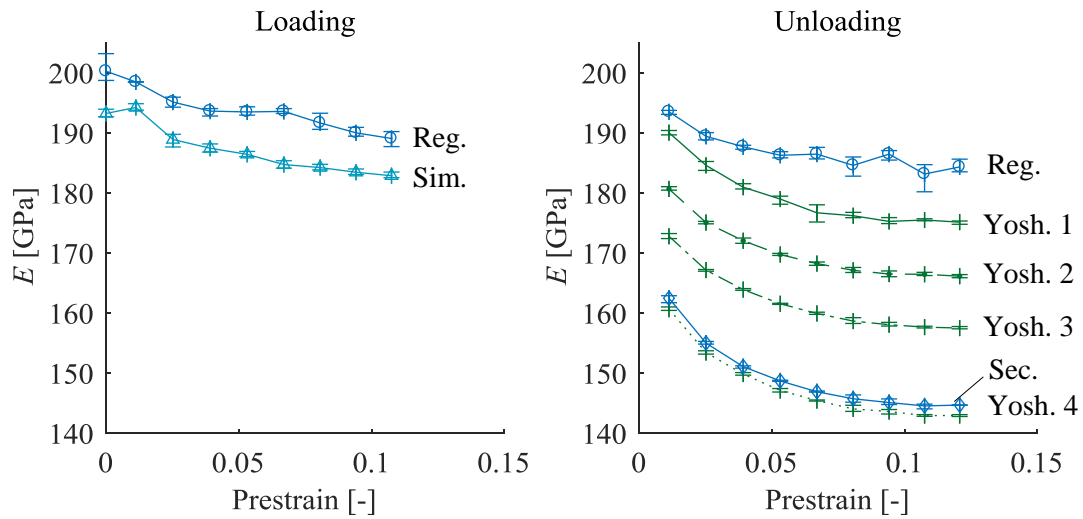 Loading
200
190
180
170
160
150
140
E [GPa]
0
0.05
0.1
0.15
Prestrain [-]
Reg.
Sim.
Unloading
200
190
180
170
160
150
140
E [GPa]
0
0.05
0.1
0.15
Prestrain [-]
Reg.
Yosh. 1
Yosh. 2
Yosh. 3
Sec.
Yosh. 4